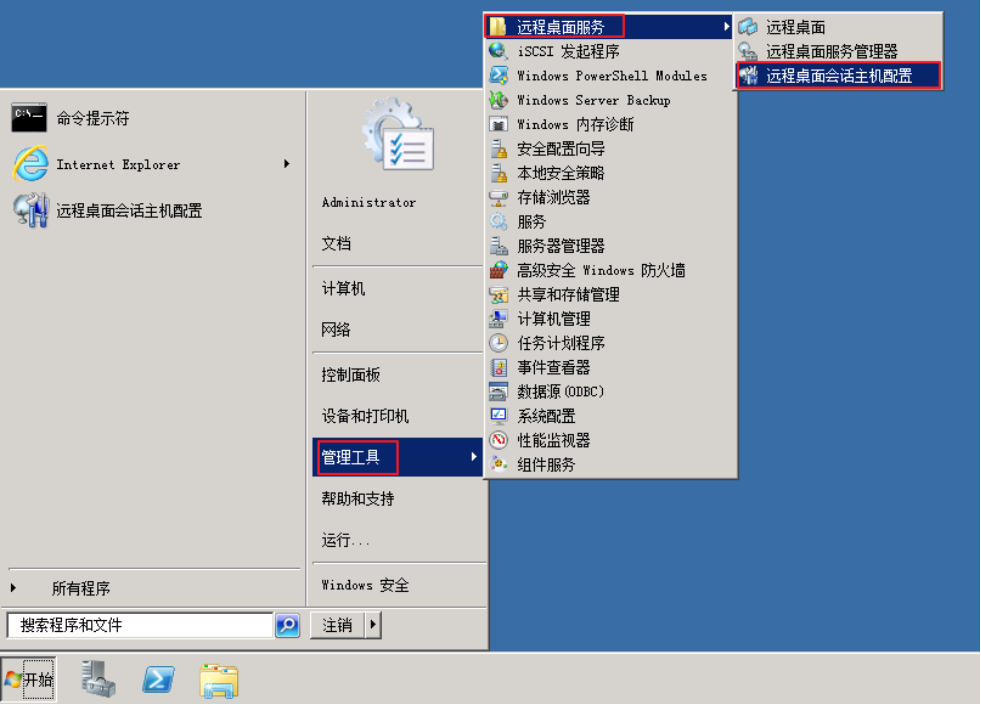 远程桌面服务
iSCSI 发起程序
Windows PowerShell Modules
Windows Server Backup
Windows 内存诊断
安全配置向导
本地安全策略
存储浏览器
服务
服务器管理器
高级安全 Windows 防火墙
共享和存储管理
计算机管理
任务计划程序
事件查看器
数据源(ODBC)
系统配置
性能监视器
组件服务
远程桌面
远程桌面服务管理器
远程桌面会话主机配置
命令提示符
Internet Explorer
远程桌面会话主机配置
所有程序
搜索程序和文件
Administrator
文档
计算机
网络
控制面板
设备和打印机
管理工具
帮助和支持
运行...
Windows 安全
注销
开始